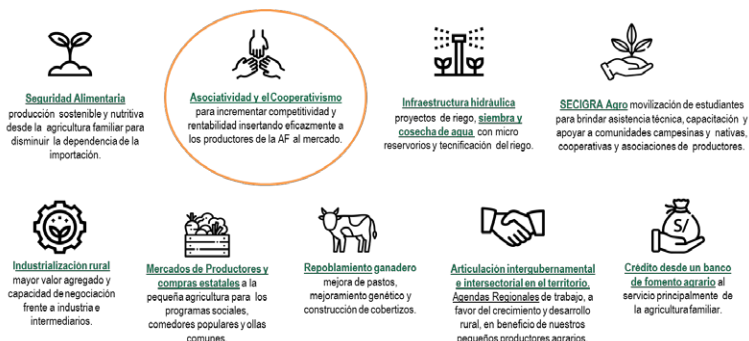 Seguridad Alimentaria
producción sostenible y nutritiva
desde la agricultura familiar para
disminuir la dependencia de la
importación.
Asociatividad y el Cooperativismo
para incrementar competitividad y
rentabilidad insertando eficazmente a
los productores de la AF al mercado.
Infraestructura hidráulica
proyectos de riego, siembra y
cosecha de agua con micro
reservorios y tecnificación del riego.
SECIGRA Agro movilización de estudiantes
para brindar asistencia técnica, capacitación y
apoyar a comunidades campesinas y nativas,
cooperativas y asociaciones de productores.
Industrialización rural
mayor valor agregado y
capacidad de negociación
frente a industria e
intermediarios.
Mercados de Productores y
compras estatales a la
pequeña agricultura para los
programas sociales,
comedores populares y ollas
comunes.
Repoblamiento ganadero
mejora de pastos,
mejoramiento genético y
construcción de cobertizos.
Articulación intergubernamental
e intersectorial en el territorio,
Agendas Regionales de trabajo, a
favor del crecimiento y desarrollo
rural, en beneficio de nuestros
pequeños productores agrarios
S/
Crédito desde un banco
de fomento agrario al
servicio principalmente de
la agricultura familiar.